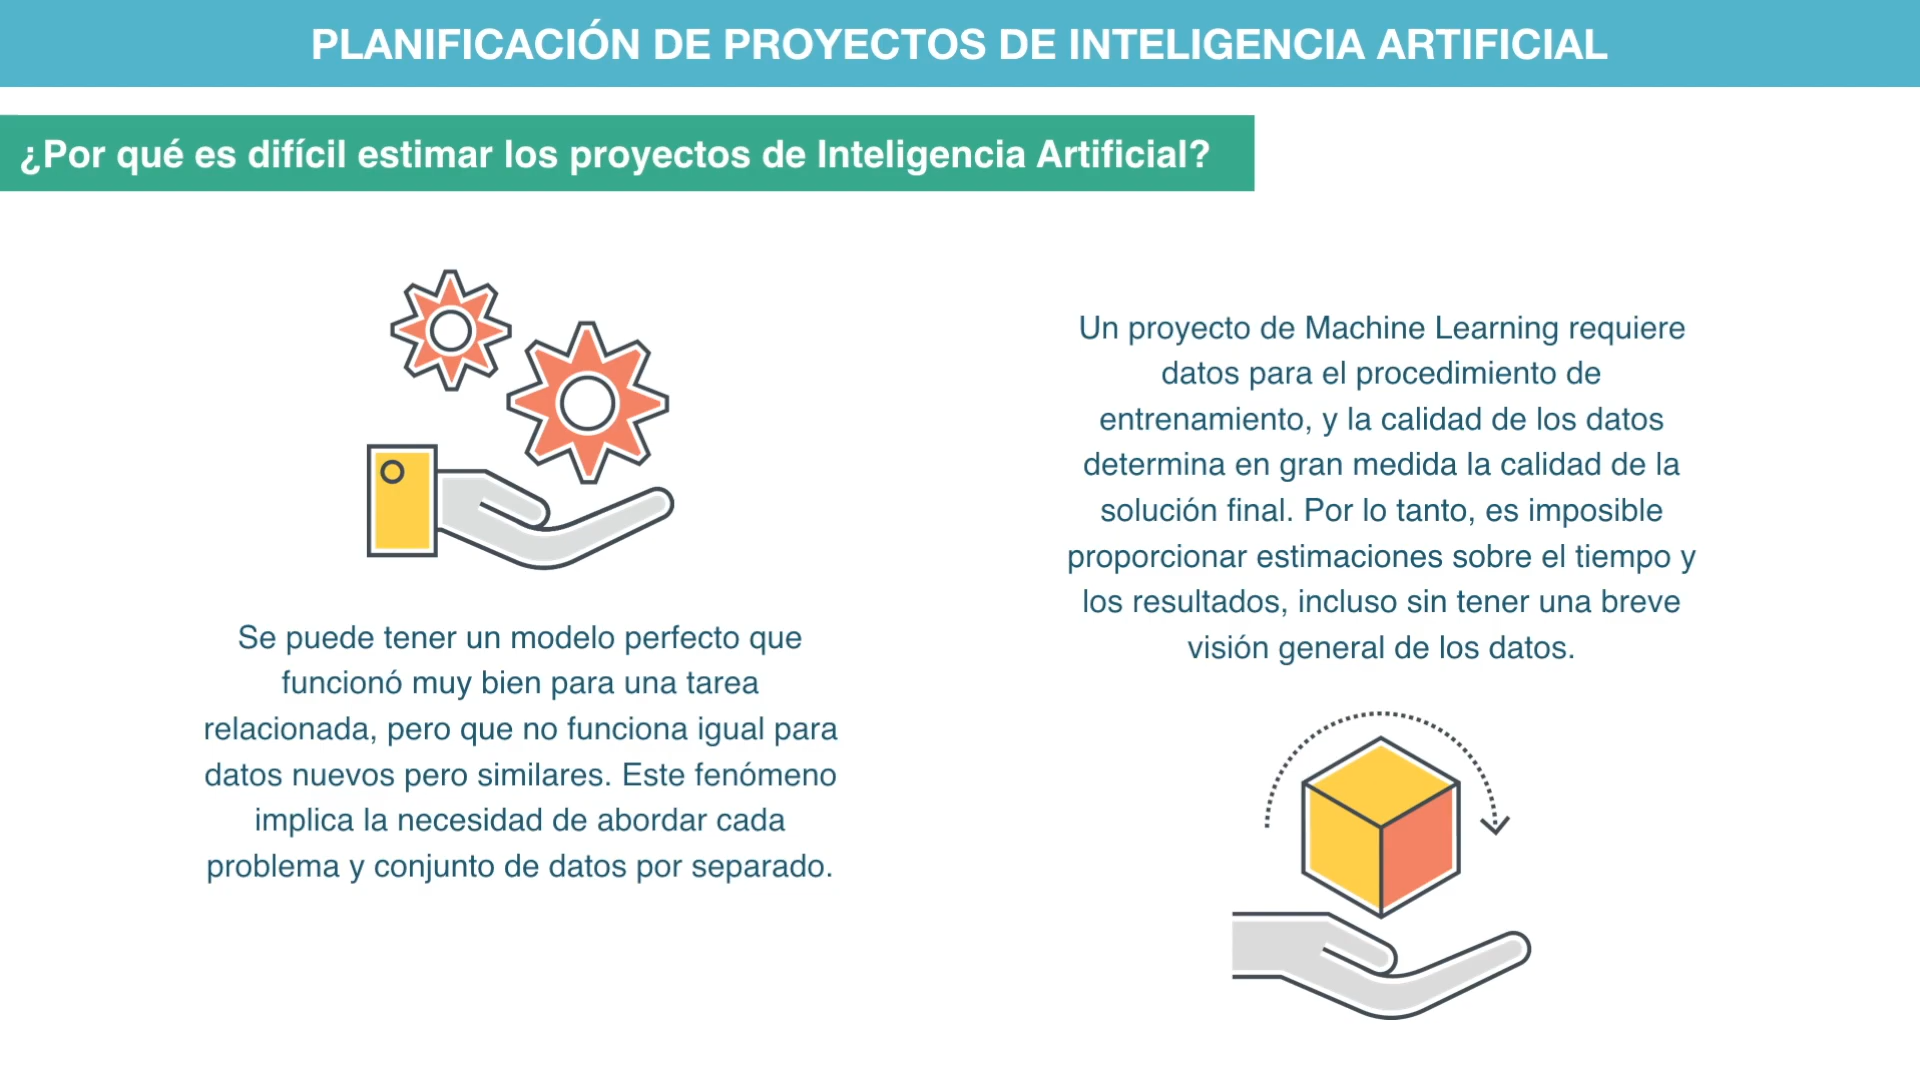 PLANIFICACIÓN DE PROYECTOS DE INTELIGENCIA ARTIFICIAL
¿Por qué es difícil estimar los proyectos de Inteligencia Artificial?
Se puede tener un modelo perfecto que
funcionó muy bien para una tarea
relacionada, pero que no funciona igual para
datos nuevos pero similares. Este fenómeno
implica la necesidad de abordar cada
problema y conjunto de datos por separado.
Un proyecto de Machine Learning requiere
datos para el procedimiento de
entrenamiento, y la calidad de los datos
determina en gran medida la calidad de la
solución final. Por lo tanto, es imposible
proporcionar estimaciones sobre el tiempo y
los resultados, incluso sin tener una breve
visión general de los datos.